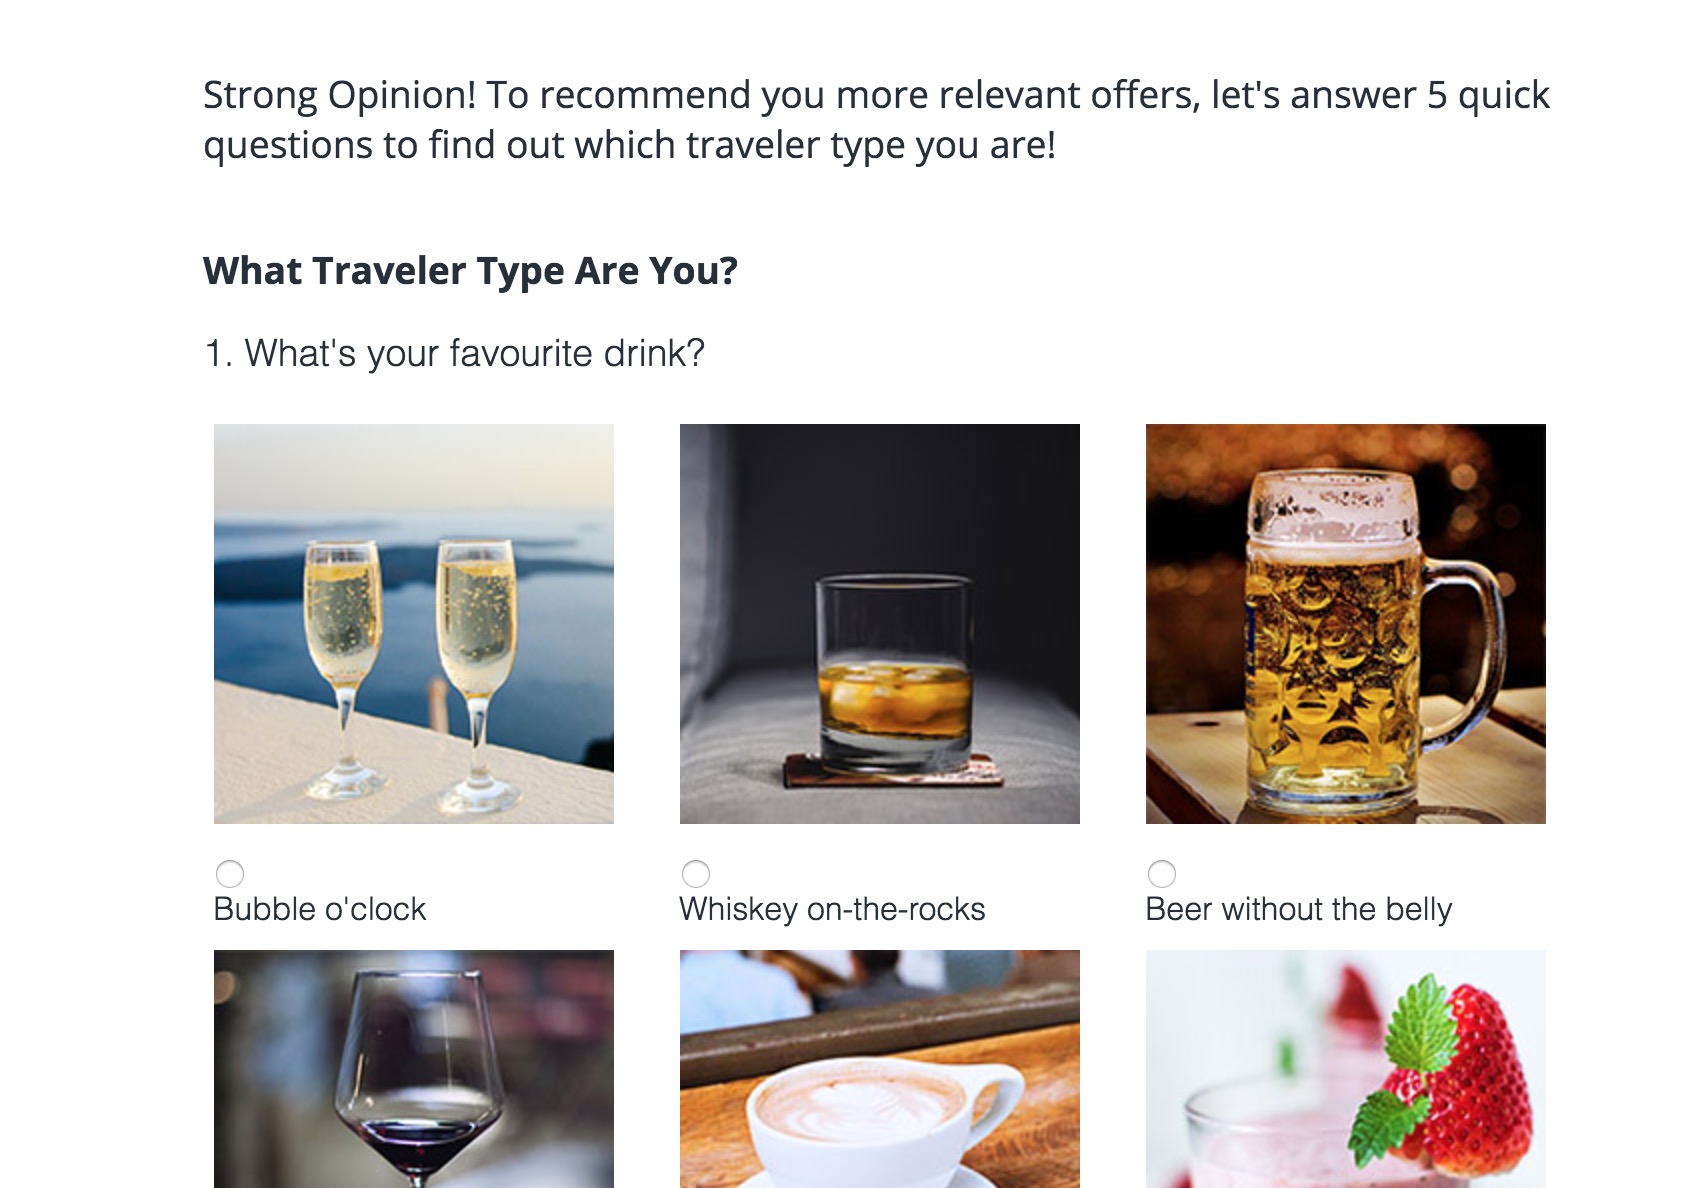 Strong Opinion! To recommend you more relevant offers, let's answer 5 quick
questions to find out which traveler type you are!
What Traveler Type Are You?
1. What's your favourite drink?
Bubble o'clock
Whiskey on-the-rocks
Beer without the belly